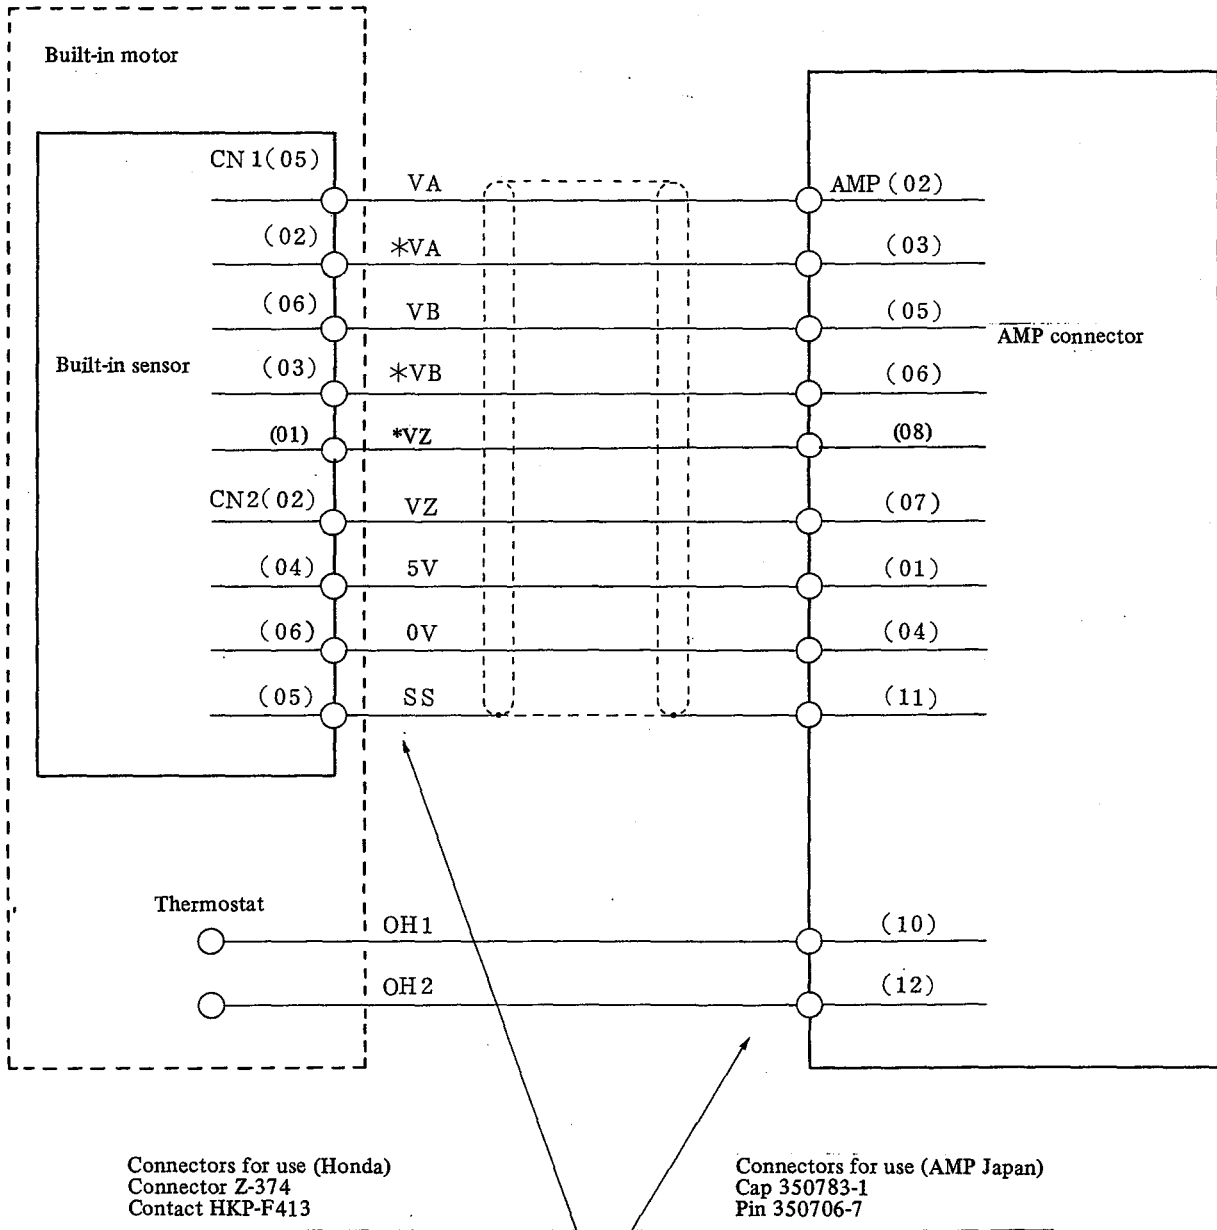 Built-in motor
CN 1(05) VA AMP (02)
(02) *VA (03)
(06) VB (05)
AMP connector
Built-in sensor (03) *VB (06)
(01) *VZ (08)
CN2(02) VZ (07)
(04) 5V (01)
(06) 0V (04)
(05) SS (11)
Thermostat
OH1 (10)
OH2 (12)
Connectors for use (Honda)
Connector Z-374
Contact HKP-F413
Connectors for use (AMP Japan)
Cap 350783-1
Pin 350706-7